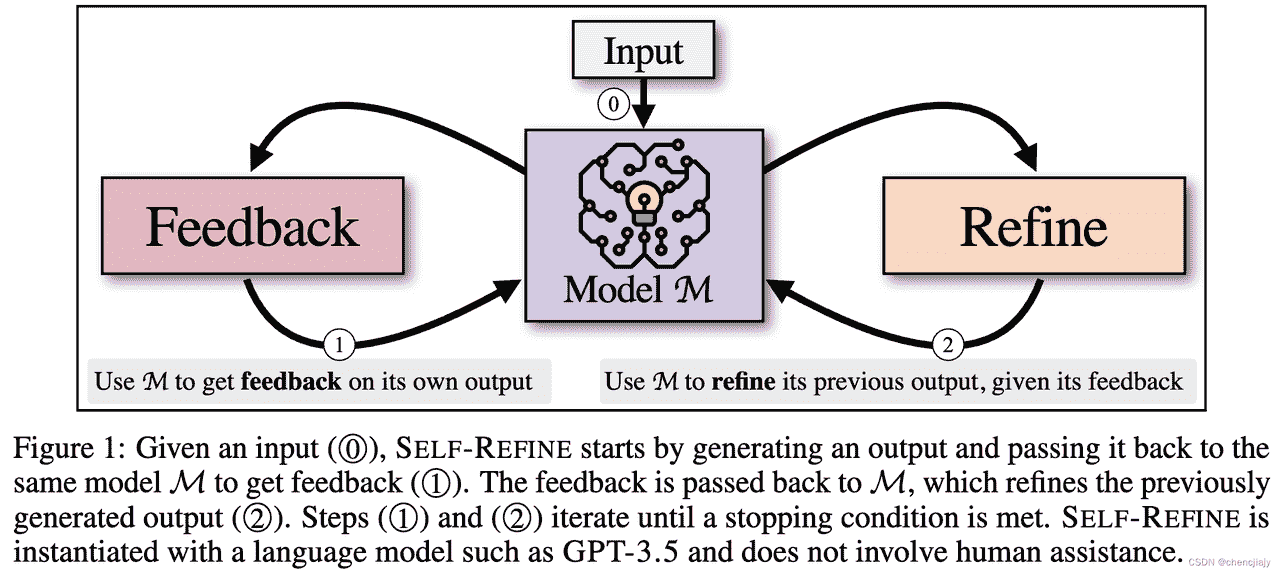 Input
⓪
Feedback
Refine
Model ℳ
①
②
Use ℳ to get feedback on its own output
Use ℳ to refine its previous output, given its feedback
Figure 1: Given an input (⓪), SELF-REFINE starts by generating an output and passing it back to the
same model ℳ to get feedback (①). The feedback is passed back to ℳ, which refines the previously
generated output (②). Steps (①) and (②) iterate until a stopping condition is met. SELF-REFINE is
instantiated with a language model such as GPT-3.5 and does not involve human assistance.
CSDN @chencjiajy